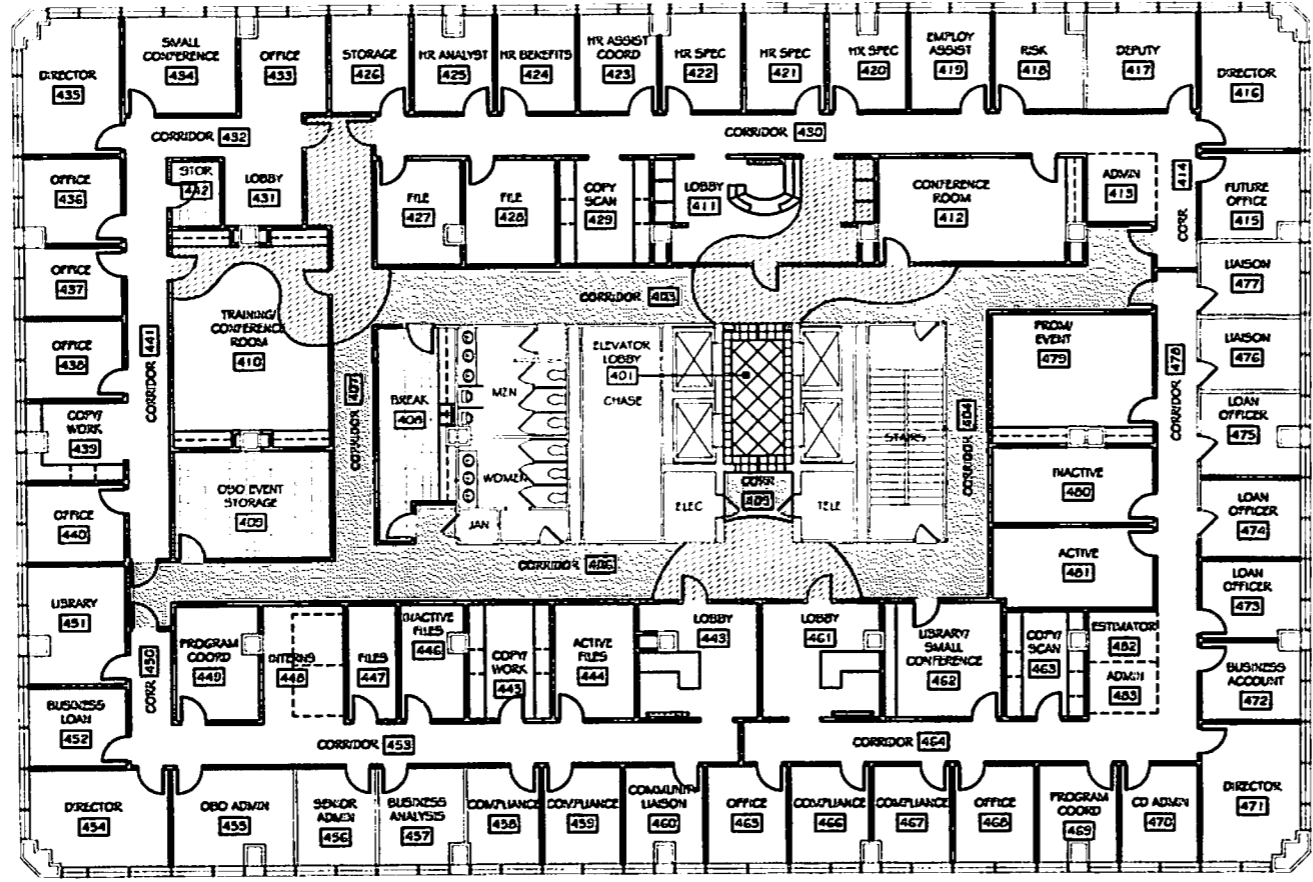 DIRECTOR
435
SMALL
CONFERENCE
434
OFFICE
433
STORAGE
426
HR ANALYST
425
HR BENEFITS
424
HR ASSIST
COORD
423
HR SPEC
422
HR SPEC
421
HR SPEC
420
EMPLOY
ASSIST
419
RISK
418
DEPUTY
417
DIRECTOR
416
CORRIDOR 432
CORRIDOR 430
OFFICE
436
STOR
442
LOBBY
431
FILE
427
FILE
428
COPY
SCAN
429
LOBBY
411
CONFERENCE
ROOM
412
ADMIN
413
CORR 414
FUTURE
OFFICE
415
OFFICE
437
LIAISON
477
CORRIDOR 403
TRAINING/
CONFERENCE
ROOM
410
OFFICE
438
CORRIDOR 441
ELEVATOR
LOBBY
401
CHASE
PROM/
EVENT
479
LIAISON
476
CORRIDOR 478
COPY/
WORK
439
CORRIDOR 407
BREAK
408
MEN
STAIRS
CORRIDOR 404
LOAN
OFFICER
475
OBO EVENT
STORAGE
409
WOMEN
CORR
405
INACTIVE
480
OFFICE
440
JAN
ELEC
TELE
LOAN
OFFICER
474
CORRIDOR 406
ACTIVE
481
LOAN
OFFICER
473
LIBRARY
451
CORR 450
PROGRAM
COORD
449
INTERNS
448
FILES
447
INACTIVE
FILES
446
COPY/
WORK
445
ACTIVE
FILES
444
LOBBY
443
LOBBY
461
LIBRARY/
SMALL
CONFERENCE
462
COPY/
SCAN
463
ESTIMATOR
482
ADMIN
483
BUSINESS
ACCOUNT
472
BUSINESS
LOAN
452
CORRIDOR 453
CORRIDOR 464
DIRECTOR
454
OBO ADMIN
455
SENIOR
ADMIN
456
BUSINESS
ANALYSIS
457
COMPLIANCE
458
COMPLIANCE
459
COMMUNITY
LIAISON
460
OFFICE
465
COMPLIANCE
466
COMPLIANCE
467
OFFICE
468
PROGRAM
COORD
469
CD ADMIN
470
DIRECTOR
471